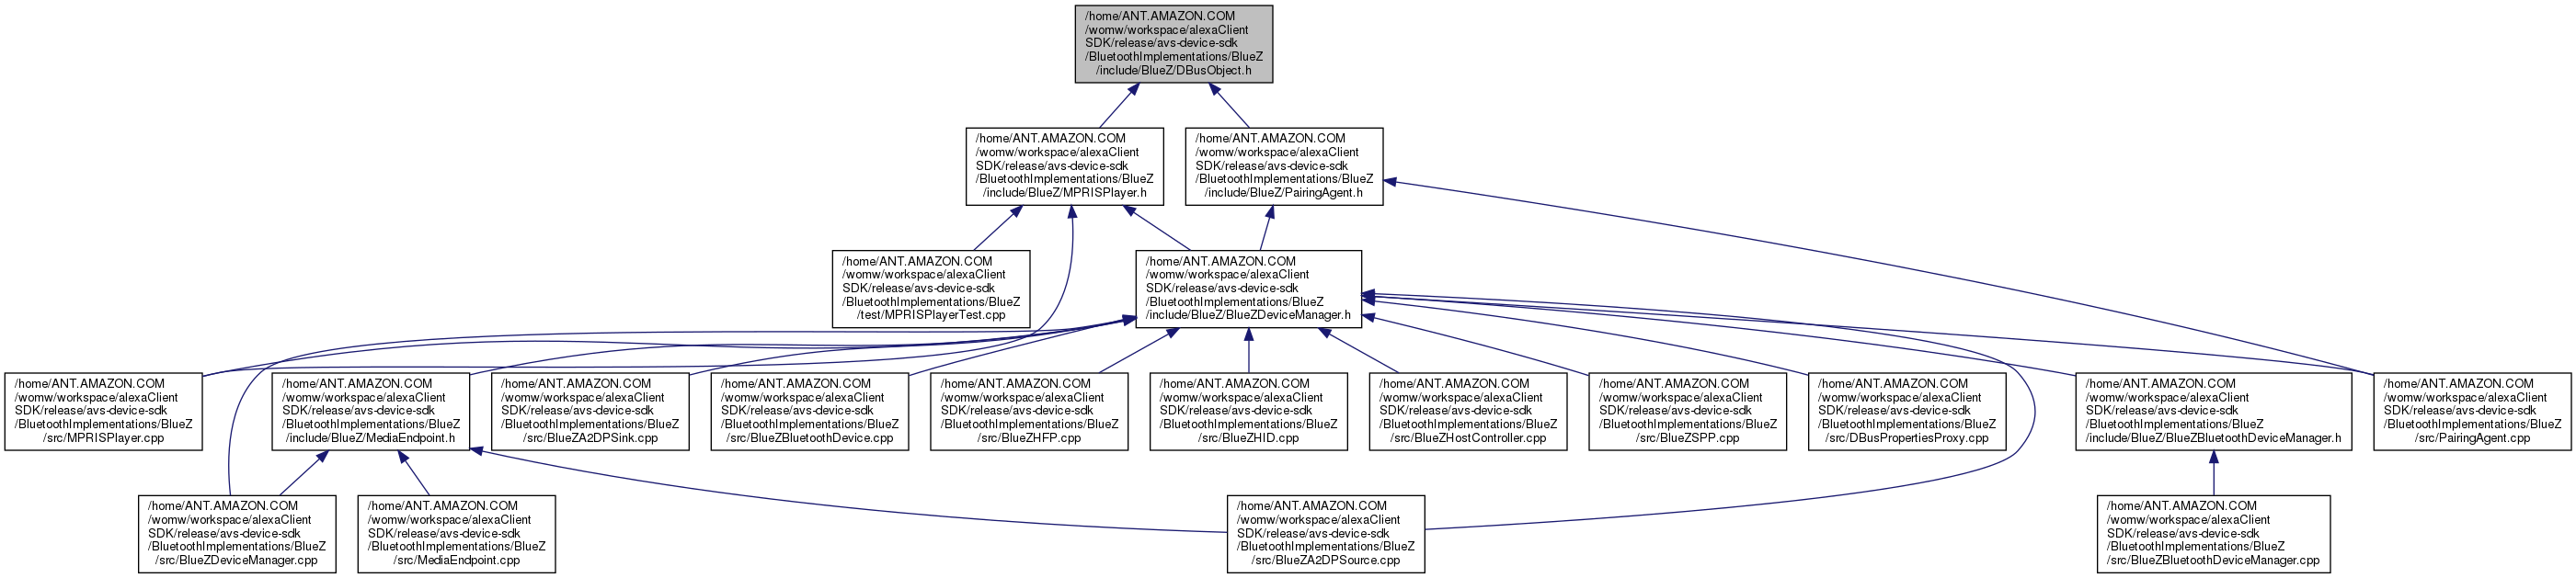 /home/ANT.AMAZON.COM
/womw/workspace/alexaClient
SDK/release/avs-device-sdk
/BluetoothImplementations/BlueZ
/include/BlueZ/DBusObject.h
/home/ANT.AMAZON.COM
/womw/workspace/alexaClient
SDK/release/avs-device-sdk
/BluetoothImplementations/BlueZ
/include/BlueZ/MPRISPlayer.h
/home/ANT.AMAZON.COM
/womw/workspace/alexaClient
SDK/release/avs-device-sdk
/BluetoothImplementations/BlueZ
/include/BlueZ/PairingAgent.h
/home/ANT.AMAZON.COM
/womw/workspace/alexaClient
SDK/release/avs-device-sdk
/BluetoothImplementations/BlueZ
/test/MPRISPlayerTest.cpp
/home/ANT.AMAZON.COM
/womw/workspace/alexaClient
SDK/release/avs-device-sdk
/BluetoothImplementations/BlueZ
/include/BlueZ/BlueZDeviceManager.h
/home/ANT.AMAZON.COM
/womw/workspace/alexaClient
SDK/release/avs-device-sdk
/BluetoothImplementations/BlueZ
/src/MPRISPlayer.cpp
/home/ANT.AMAZON.COM
/womw/workspace/alexaClient
SDK/release/avs-device-sdk
/BluetoothImplementations/BlueZ
/include/BlueZ/MediaEndpoint.h
/home/ANT.AMAZON.COM
/womw/workspace/alexaClient
SDK/release/avs-device-sdk
/BluetoothImplementations/BlueZ
/src/BlueZA2DPSink.cpp
/home/ANT.AMAZON.COM
/womw/workspace/alexaClient
SDK/release/avs-device-sdk
/BluetoothImplementations/BlueZ
/src/BlueZBluetoothDevice.cpp
/home/ANT.AMAZON.COM
/womw/workspace/alexaClient
SDK/release/avs-device-sdk
/BluetoothImplementations/BlueZ
/src/BlueZHFP.cpp
/home/ANT.AMAZON.COM
/womw/workspace/alexaClient
SDK/release/avs-device-sdk
/BluetoothImplementations/BlueZ
/src/BlueZHID.cpp
/home/ANT.AMAZON.COM
/womw/workspace/alexaClient
SDK/release/avs-device-sdk
/BluetoothImplementations/BlueZ
/src/BlueZHostController.cpp
/home/ANT.AMAZON.COM
/womw/workspace/alexaClient
SDK/release/avs-device-sdk
/BluetoothImplementations/BlueZ
/src/BlueZSPP.cpp
/home/ANT.AMAZON.COM
/womw/workspace/alexaClient
SDK/release/avs-device-sdk
/BluetoothImplementations/BlueZ
/src/DBusPropertiesProxy.cpp
/home/ANT.AMAZON.COM
/womw/workspace/alexaClient
SDK/release/avs-device-sdk
/BluetoothImplementations/BlueZ
/include/BlueZ/BlueZBluetoothDeviceManager.h
/home/ANT.AMAZON.COM
/womw/workspace/alexaClient
SDK/release/avs-device-sdk
/BluetoothImplementations/BlueZ
/src/PairingAgent.cpp
/home/ANT.AMAZON.COM
/womw/workspace/alexaClient
SDK/release/avs-device-sdk
/BluetoothImplementations/BlueZ
/src/BlueZDeviceManager.cpp
/home/ANT.AMAZON.COM
/womw/workspace/alexaClient
SDK/release/avs-device-sdk
/BluetoothImplementations/BlueZ
/src/MediaEndpoint.cpp
/home/ANT.AMAZON.COM
/womw/workspace/alexaClient
SDK/release/avs-device-sdk
/BluetoothImplementations/BlueZ
/src/BlueZA2DPSource.cpp
/home/ANT.AMAZON.COM
/womw/workspace/alexaClient
SDK/release/avs-device-sdk
/BluetoothImplementations/BlueZ
/src/BlueZBluetoothDeviceManager.cpp